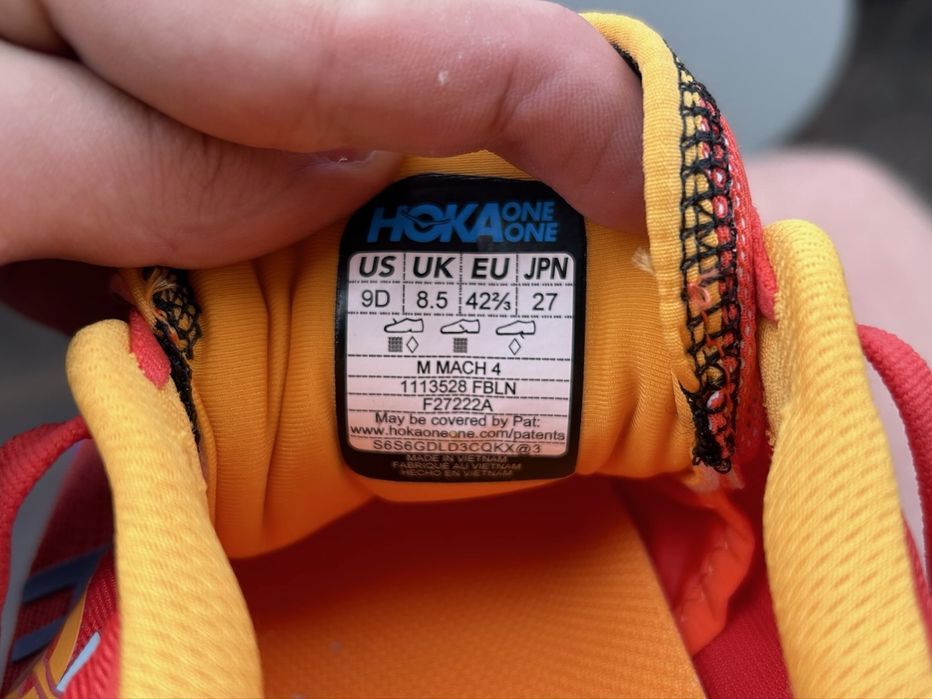 HOKA ONE ONE
US UK EU JPN
9D 8.5 42⅔ 27
M MACH 4
1113528 FBLN
F27222A
May be covered by Pat:
www.hokaoneone.com/patents
S6S6GDLD3CQKX@3
MADE IN VIETNAM
FABRIQUÉ AU VIETNAM
HECHO EN VIETNAM